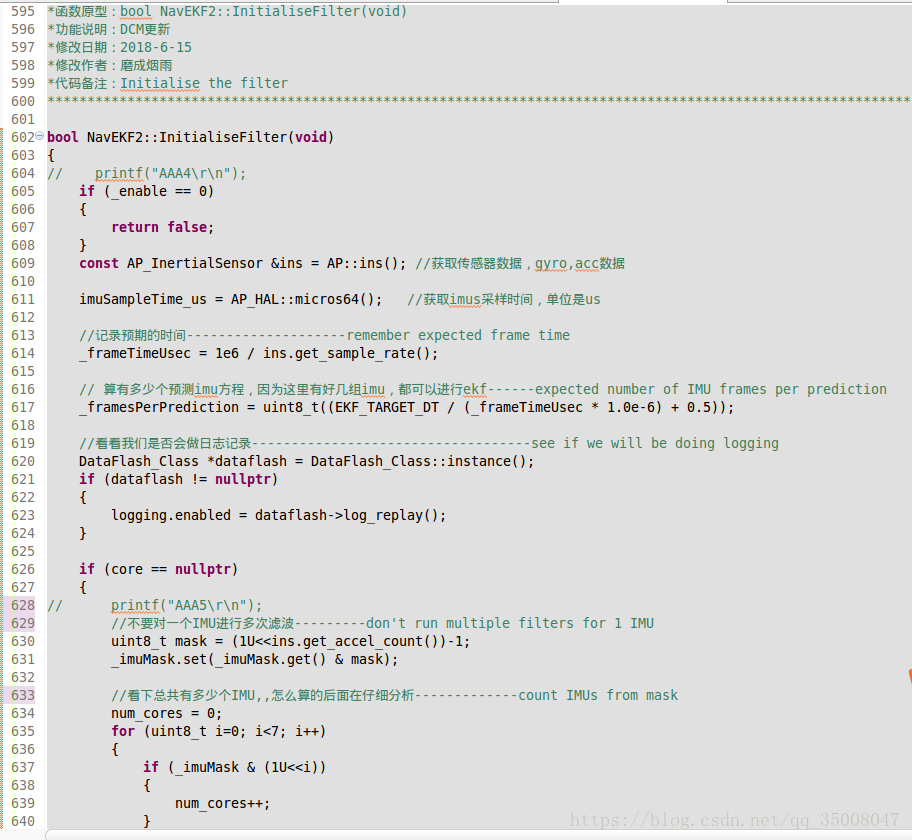 595 *函数原型：bool NavEKF2::InitialiseFilter(void)
596 *功能说明：DCM更新
597 *修改日期：2018-6-15
598 *修改作者：磨成烟雨
599 *代码备注：Initialise the filter
600 ************************************************************************************************************
601
602 bool NavEKF2::InitialiseFilter(void)
603 {
604 //    printf("AAA4\r\n");
605     if (_enable == 0)
606     {
607         return false;
608     }
609     const AP_InertialSensor &ins = AP::ins(); //获取传感器数据，gyro,acc数据
610
611     imuSampleTime_us = AP_HAL::micros64();   //获取imus采样时间，单位是us
612
613     //记录预期的时间--------------------remember expected frame time
614     _frameTimeUsec = 1e6 / ins.get_sample_rate();
615
616     // 算有多少个预测imu方程，因为这里有好几组imu，都可以进行ekf------expected number of IMU frames per prediction
617     _framesPerPrediction = uint8_t((EKF_TARGET_DT / (_frameTimeUsec * 1.0e-6) + 0.5));
618
619     //看看我们是否会做日志记录-----------------------------------see if we will be doing logging
620     DataFlash_Class *dataflash = DataFlash_Class::instance();
621     if (dataflash != nullptr)
622     {
623         logging.enabled = dataflash->log_replay();
624     }
625
626     if (core == nullptr)
627     {
628 //      printf("AAA5\r\n");
629         //不要对一个IMU进行多次滤波---------don't run multiple filters for 1 IMU
630         uint8_t mask = (1U<<ins.get_accel_count())-1;
631         _imuMask.set(_imuMask.get() & mask);
632
633         //看下总共有多少个IMU,,怎么算的后面在仔细分析-------------count IMUs from mask
634         num_cores = 0;
635         for (uint8_t i=0; i<7; i++)
636         {
637             if (_imuMask & (1U<<i))
638             {
639                 num_cores++;
640             }
https://blog.csdn.net/qq_35008047